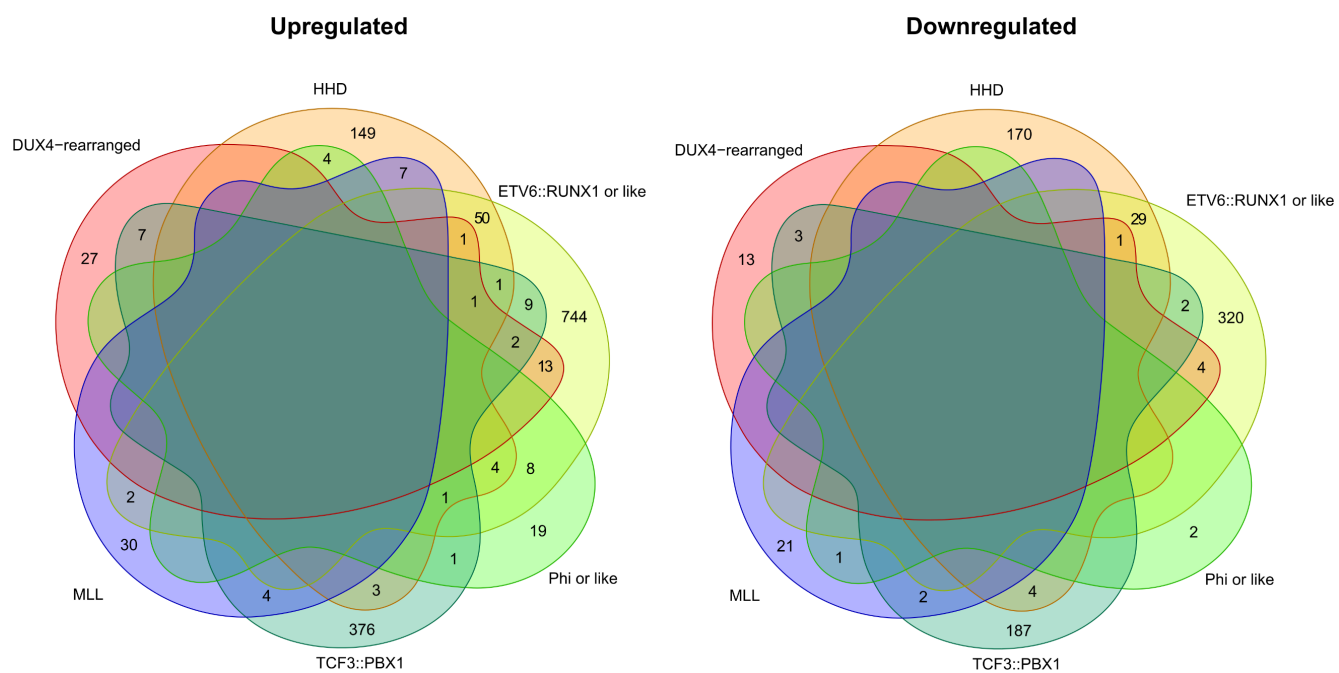 Upregulated
Downregulated
HHD
HHD
149
170
DUX4−rearranged
DUX4−rearranged
4
7
ETV6::RUNX1 or like
ETV6::RUNX1 or like
50
29
7
1
3
1
27
13
1
1
9
2
744
320
2
13
4
4
8
2
1
30
19
21
2
1
1
Phi or like
Phi or like
MLL
MLL
4
3
2
4
376
187
TCF3::PBX1
TCF3::PBX1